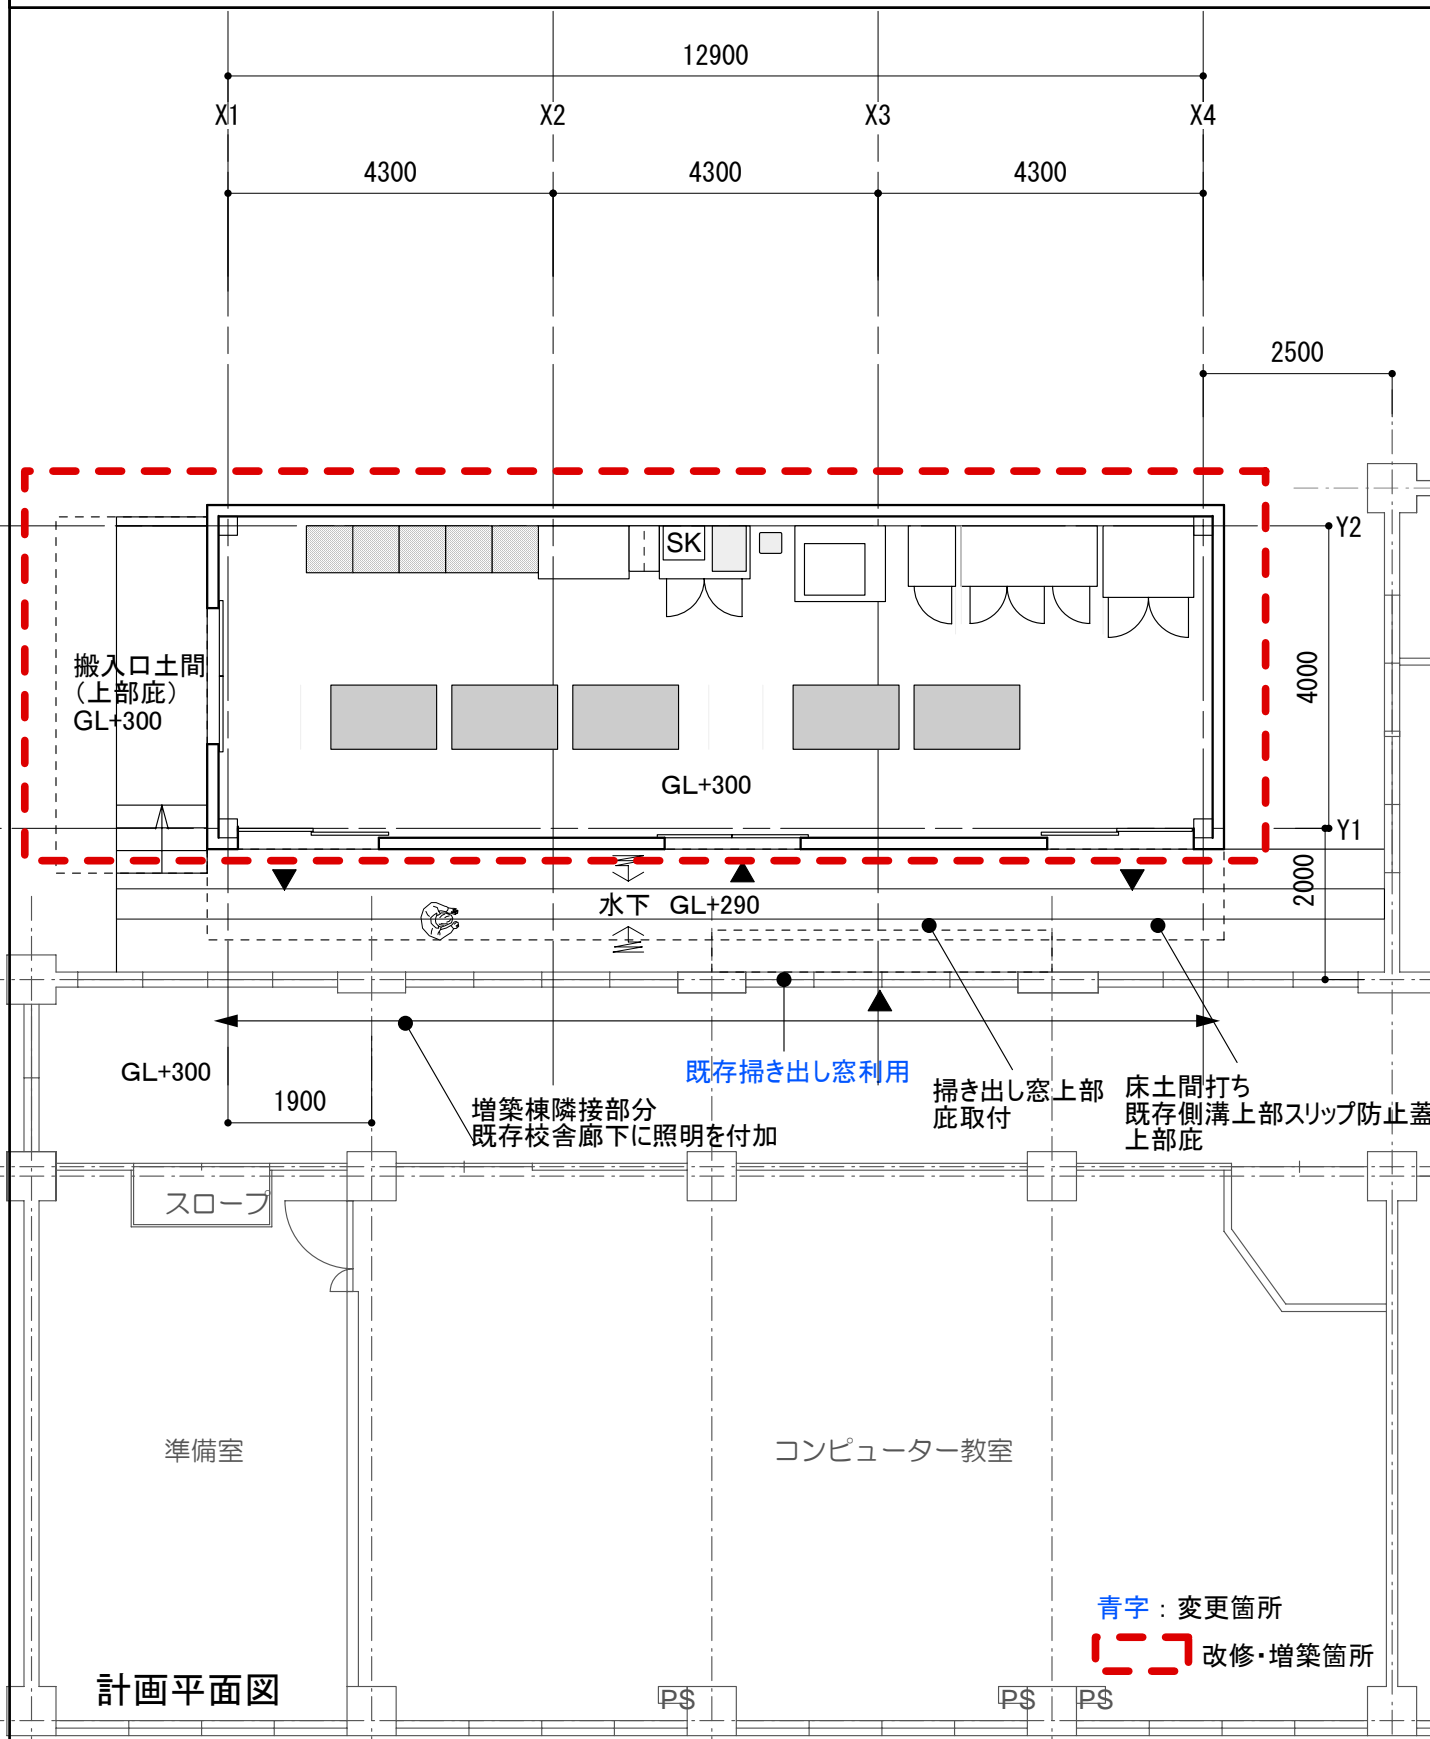 12900
X1
X2
X3
X4
4300
4300
4300
2500
Y2
SK
搬入口土間
（上部庇）
GL+300
4000
GL+300
Y1
2000
水下 GL+290
GL+300
既存掃き出し窓利用
1900
増築棟隣接部分
既存校舎廊下に照明を付加
掃き出し窓上部
庇取付
床土間打ち
既存側溝上部スリップ防止蓋
上部庇
スロープ
準備室
コンピューター教室
青字：変更箇所
改修・増築箇所
計画平面図
PS
PS
PS